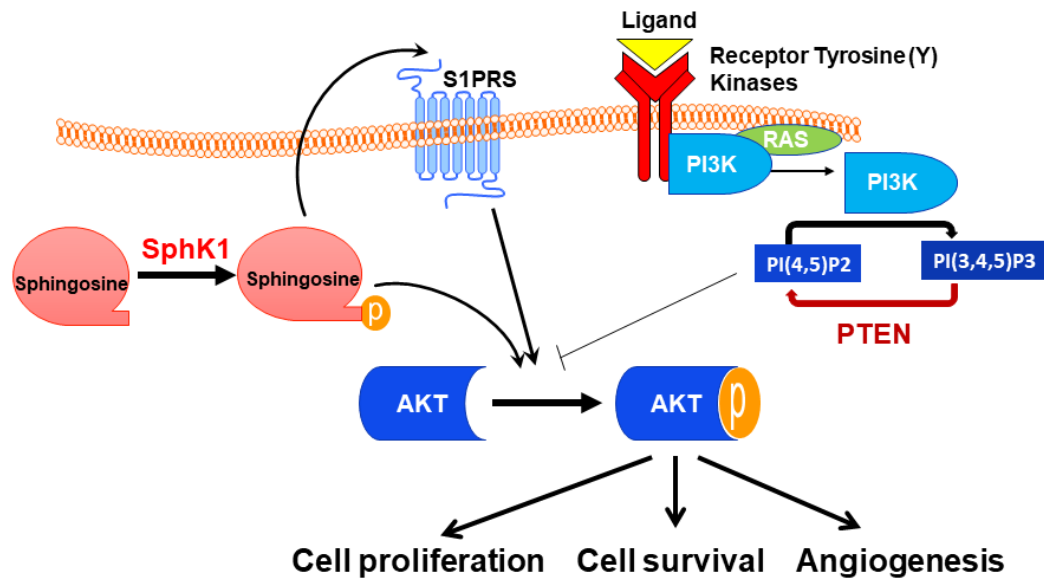 Ligand
Receptor Tyrosine (Y)
Kinases
S1PRS
RAS
PI3K
PI3K
SphK1
Sphingosine
Sphingosine
p
PI(4,5)P2
PI(3,4,5)P3
PTEN
AKT
AKT
p
Cell proliferation
Cell survival
Angiogenesis